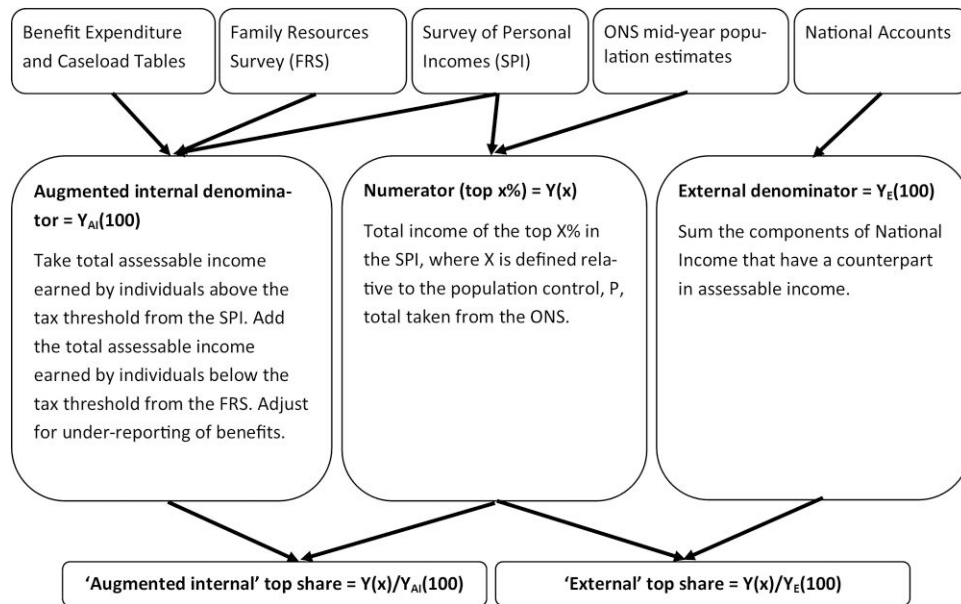 Benefit Expenditure
and Caseload Tables
Family Resources
Survey (FRS)
Survey of Personal
Incomes (SPI)
ONS mid-year popu-
lation estimates
National Accounts
Augmented internal denomina-
tor = Y_AI(100)
Take total assessable income
earned by individuals above the
tax threshold from the SPI. Add
the total assessable income
earned by individuals below the
tax threshold from the FRS. Adjust
for under-reporting of benefits.
Numerator (top x%) = Y(x)
Total income of the top X% in
the SPI, where X is defined rela-
tive to the population control, P,
total taken from the ONS.
External denominator = Y_E(100)
Sum the components of National
Income that have a counterpart
in assessable income.
‘Augmented internal’ top share = Y(x)/Y_AI(100)
‘External’ top share = Y(x)/Y_E(100)